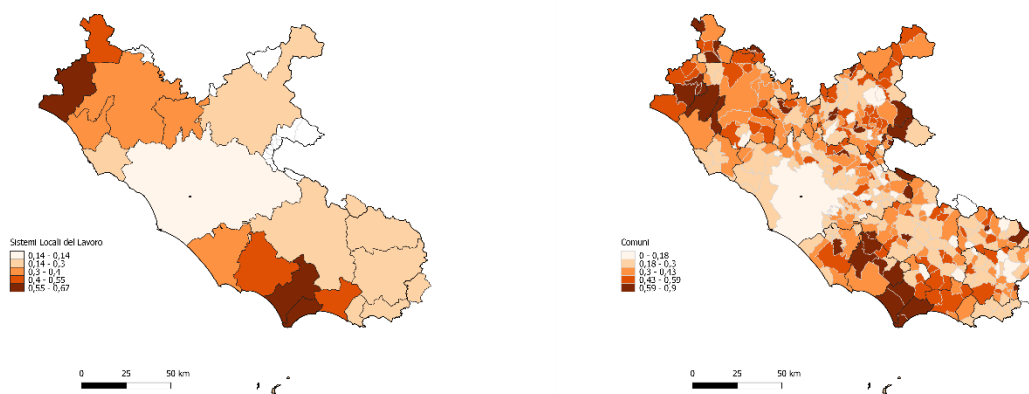 Sistemi Locali del Lavoro
0,14 - 0,14
0,14 - 0,3
0,3 - 0,4
0,4 - 0,55
0,55 - 0,67
0 25 50 km
Comuni
0 - 0,18
0,18 - 0,3
0,3 - 0,43
0,43 - 0,59
0,59 - 0,9
0 25 50 km